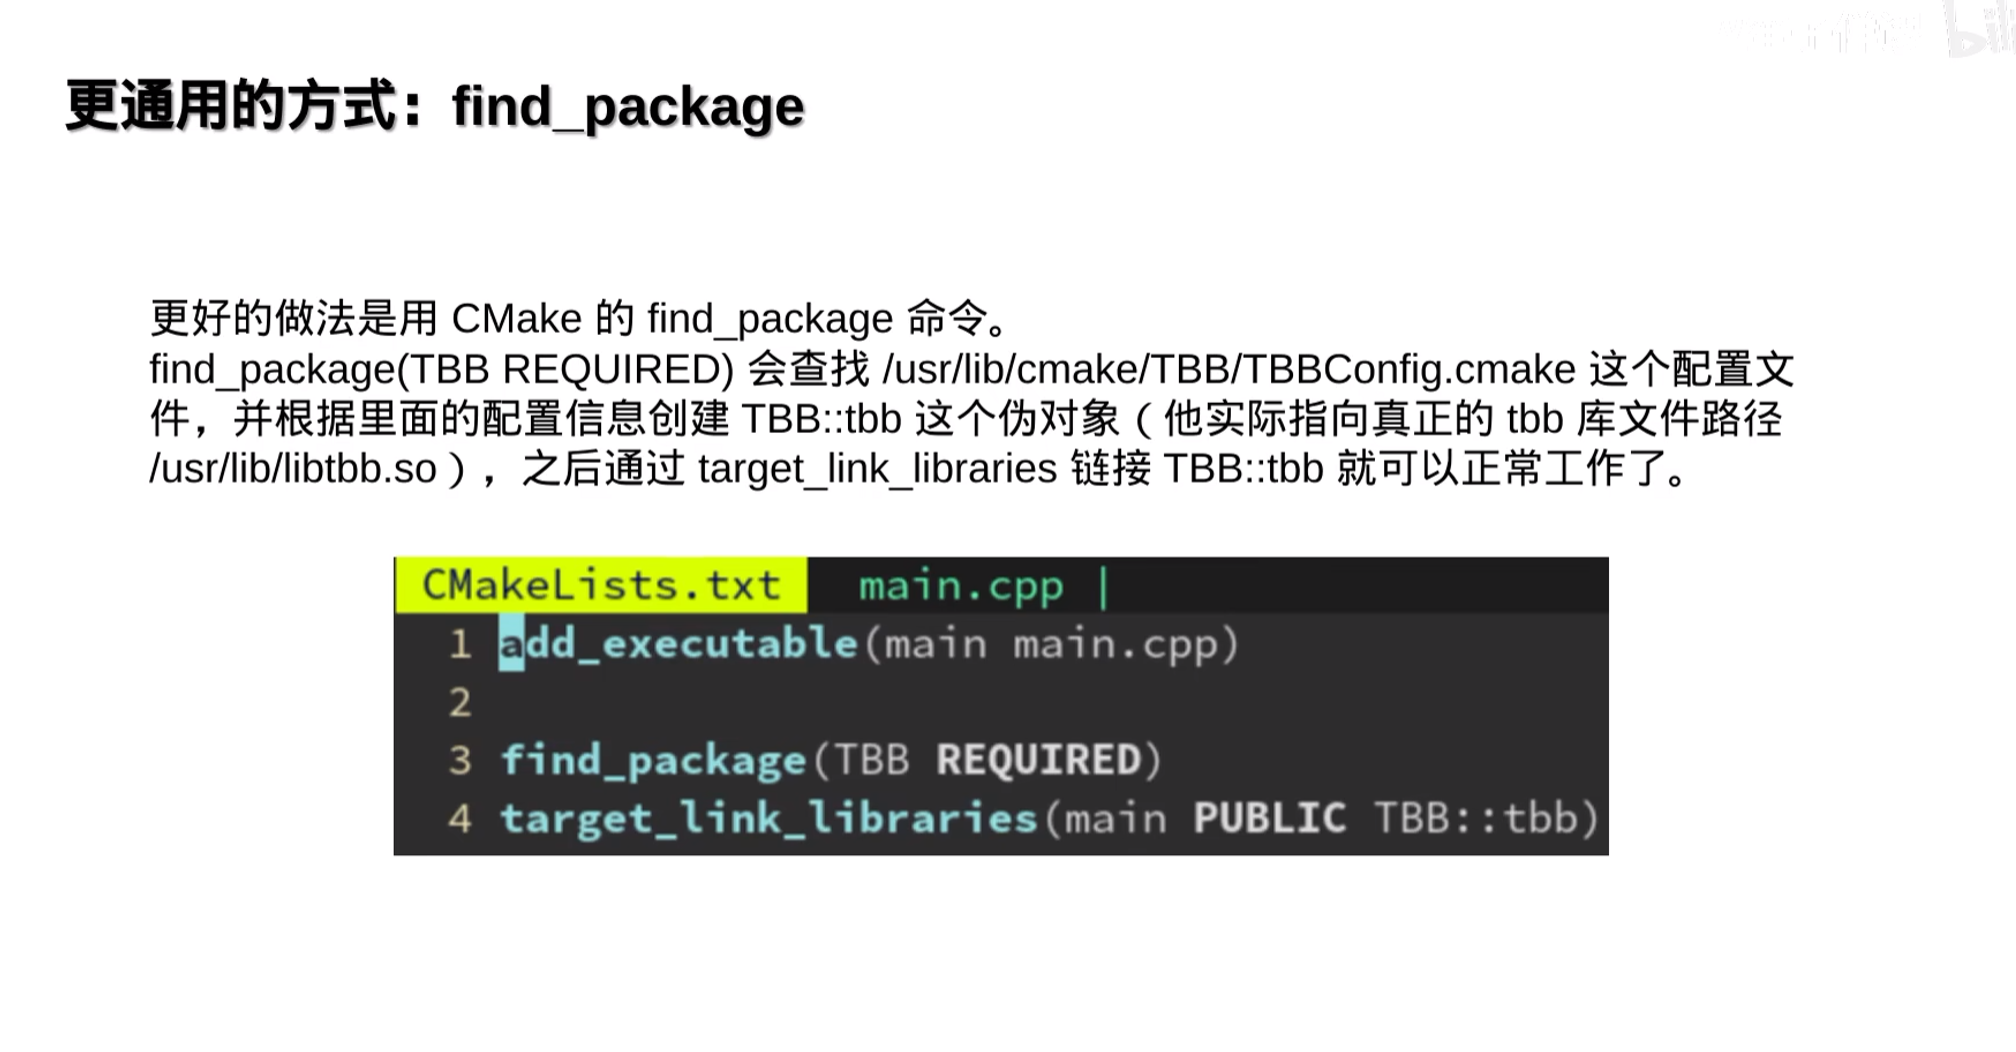 更通用的方式：find_package
更好的做法是用 CMake 的 find_package 命令。
find_package(TBB REQUIRED) 会查找 /usr/lib/cmake/TBB/TBBConfig.cmake 这个配置文
件，并根据里面的配置信息创建 TBB::tbb 这个伪对象（他实际指向真正的 tbb 库文件路径
/usr/lib/libtbb.so），之后通过 target_link_libraries 链接 TBB::tbb 就可以正常工作了。
CMakeLists.txt main.cpp |
1 add_executable(main main.cpp)
2
3 find_package(TBB REQUIRED)
4 target_link_libraries(main PUBLIC TBB::tbb)